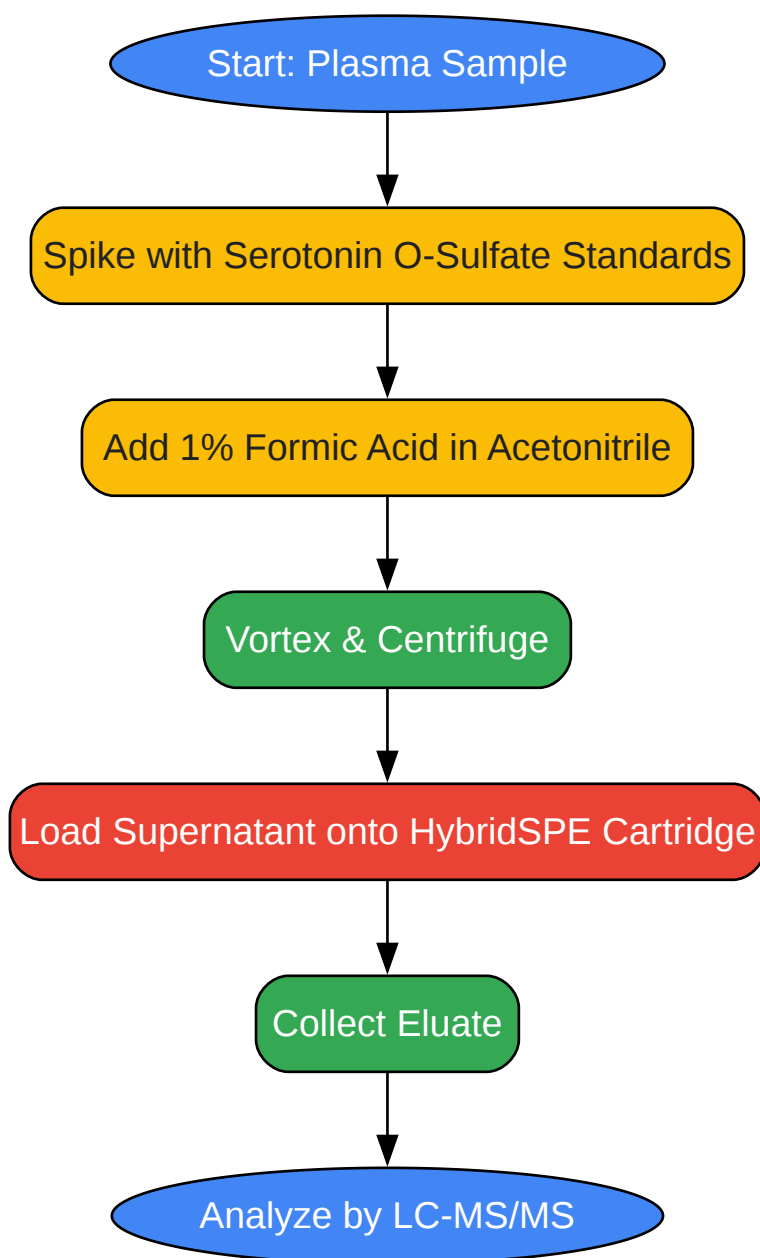 Start: Plasma Sample
Spike with Serotonin O-Sulfate Standards
Add 1% Formic Acid in Acetonitrile
Vortex & Centrifuge
Load Supernatant onto HybridSPE Cartridge
Collect Eluate
Analyze by LC-MS/MS